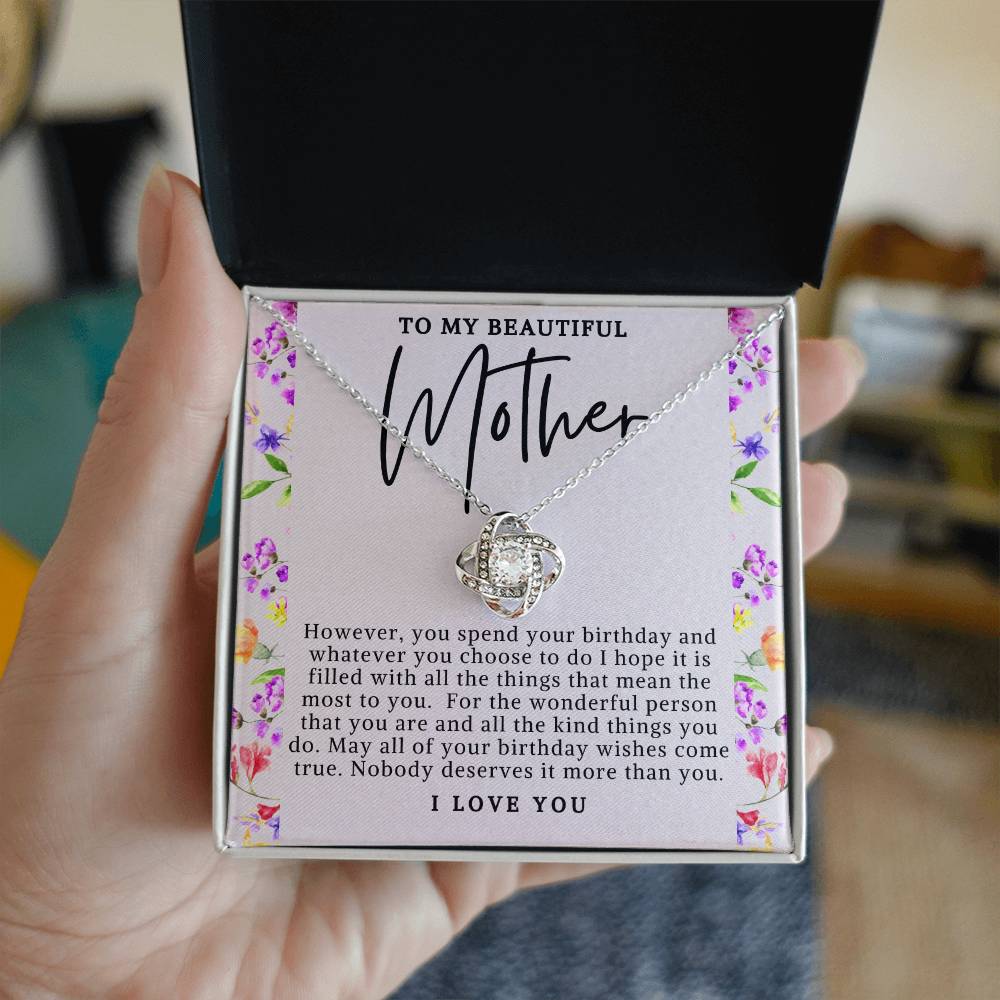 TO MY BEAUTIFUL
Mother
However, you spend your birthday and
whatever you choose to do I hope it is
filled with all the things that mean the
most to you. For the wonderful person
that you are and all the kind things you
do. May all of your birthday wishes come
true. Nobody deserves it more than you.
I LOVE YOU